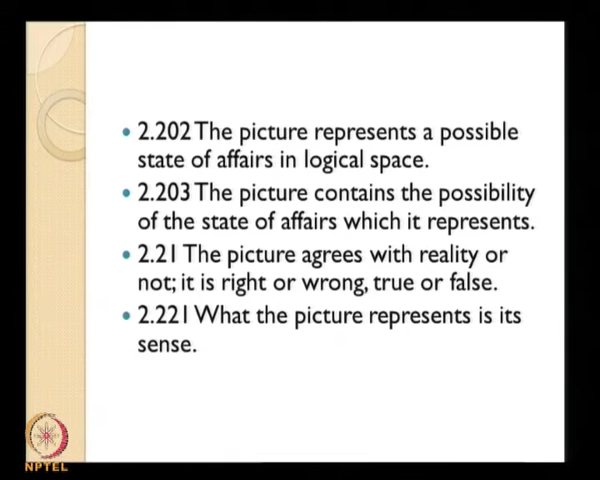 • 2.202 The picture represents a possible
state of affairs in logical space.
• 2.203 The picture contains the possibility
of the state of affairs which it represents.
• 2.21 The picture agrees with reality or
not; it is right or wrong, true or false.
• 2.221 What the picture represents is its
sense.
NPTEL